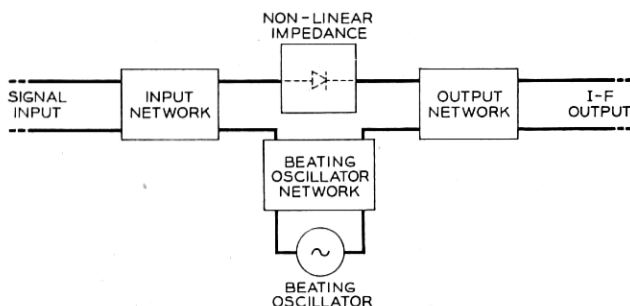 NON-LINEAR
IMPEDANCE
SIGNAL
INPUT
INPUT
NETWORK
OUTPUT
NETWORK
I-F
OUTPUT
BEATING
OSCILLATOR
NETWORK
BEATING
OSCILLATOR